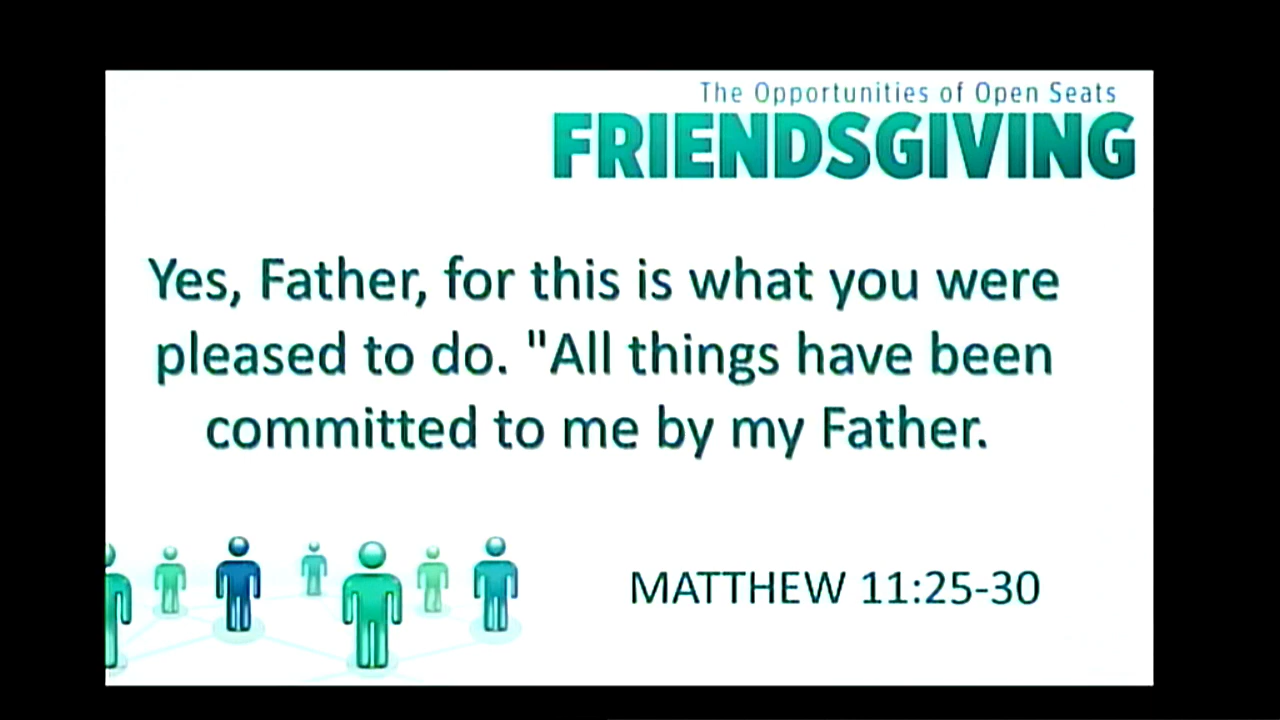 The Opportunities of Open Seats
FRIENDSGIVING
Yes, Father, for this is what you were
pleased to do. "All things have been
committed to me by my Father.
MATTHEW 11:25-30